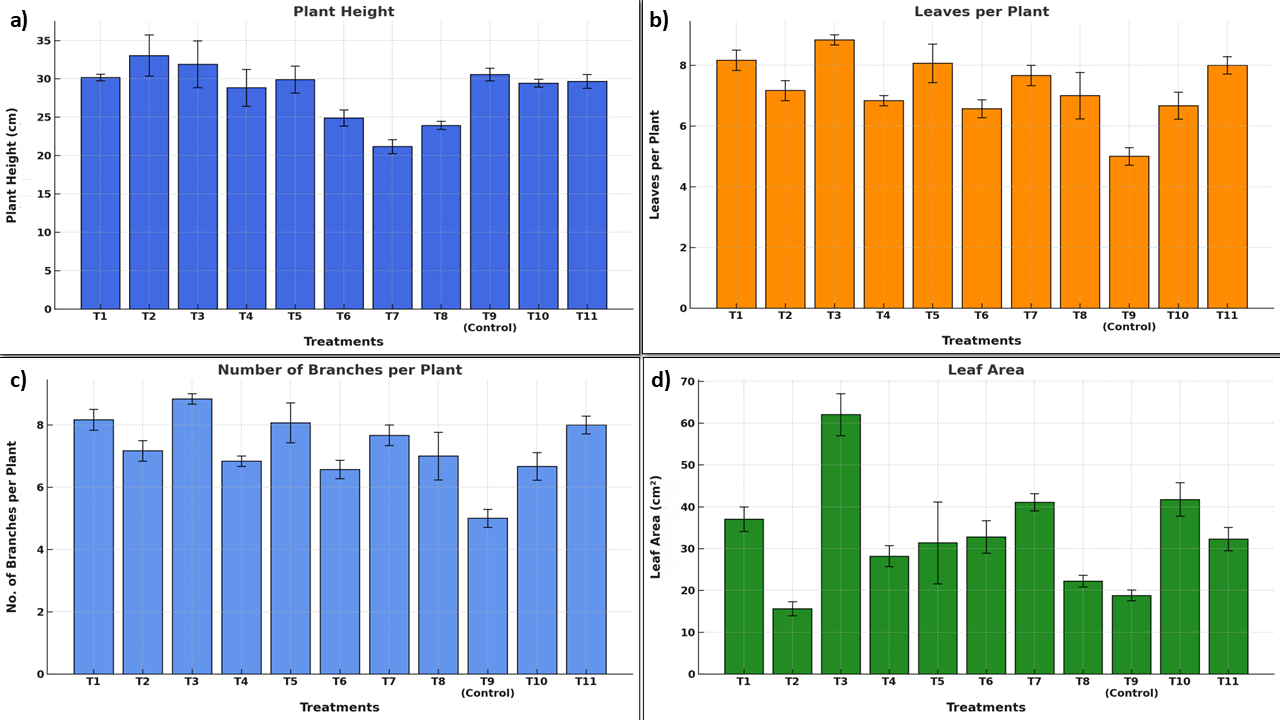 a)
Plant Height
Plant Height (cm)
35
30
25
20
15
10
5
0
T1 T2 T3 T4 T5 T6 T7 T8 T9 T10 T11
(Control)
Treatments
b)
Leaves per Plant
Leaves per Plant
8
6
4
2
0
T1 T2 T3 T4 T5 T6 T7 T8 T9 T10 T11
(Control)
Treatments
c)
Number of Branches per Plant
No. of Branches per Plant
8
6
4
2
0
T1 T2 T3 T4 T5 T6 T7 T8 T9 T10 T11
(Control)
Treatments
d)
Leaf Area
Leaf Area (cm²)
70
60
50
40
30
20
10
0
T1 T2 T3 T4 T5 T6 T7 T8 T9 T10 T11
(Control)
Treatments